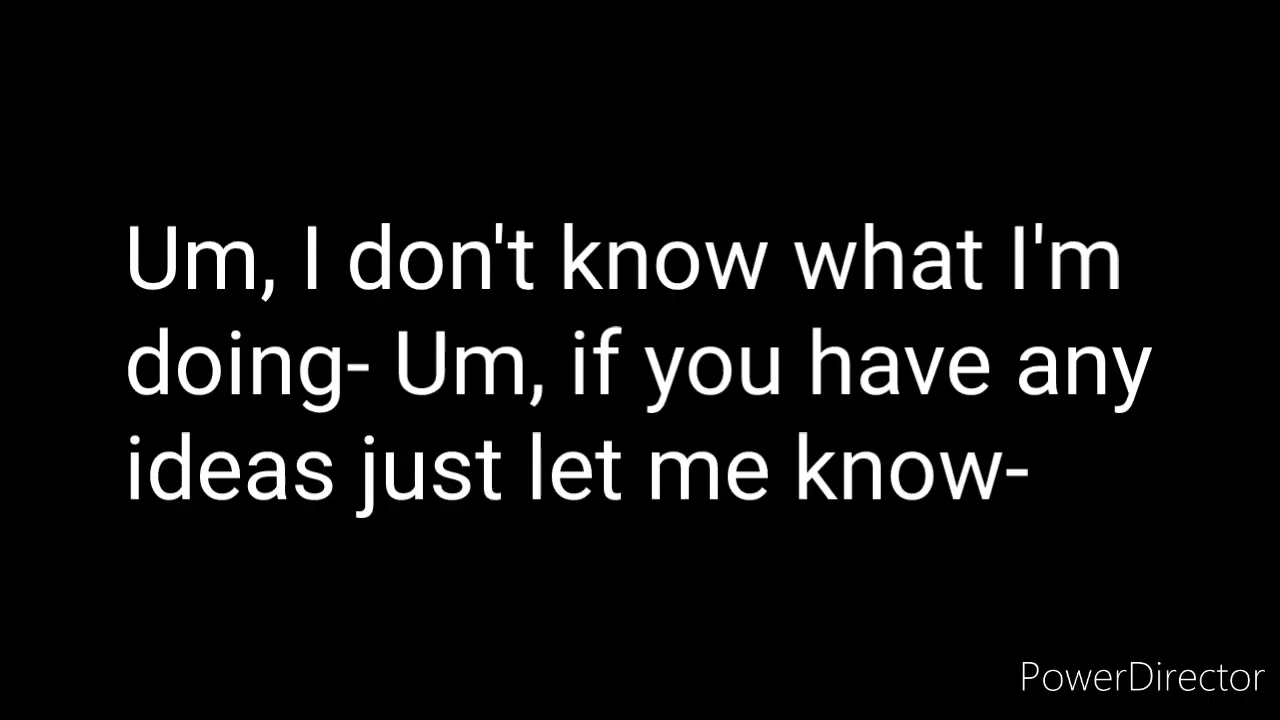 Um, I don't know what I'm
doing- Um, if you have any
ideas just let me know-
PowerDirector